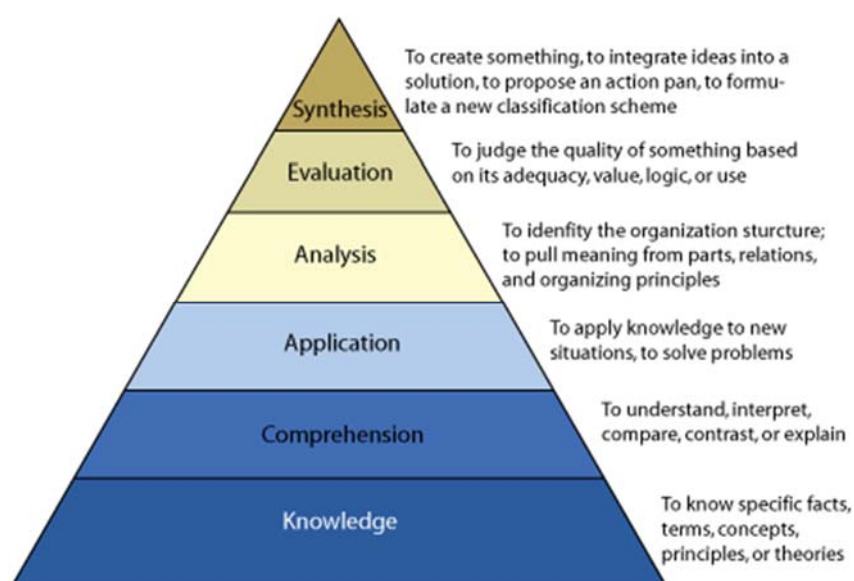 To create something, to integrate ideas into a
solution, to propose an action pan, to formu-
late a new classification scheme
Synthesis
To judge the quality of something based
on its adequacy, value, logic, or use
Evaluation
To idenfity the organization sturcture;
to pull meaning from parts, relations,
and organizing principles
Analysis
To apply knowledge to new
situations, to solve problems
Application
To understand, interpret,
compare, contrast, or explain
Comprehension
To know specific facts,
terms, concepts,
principles, or theories
Knowledge